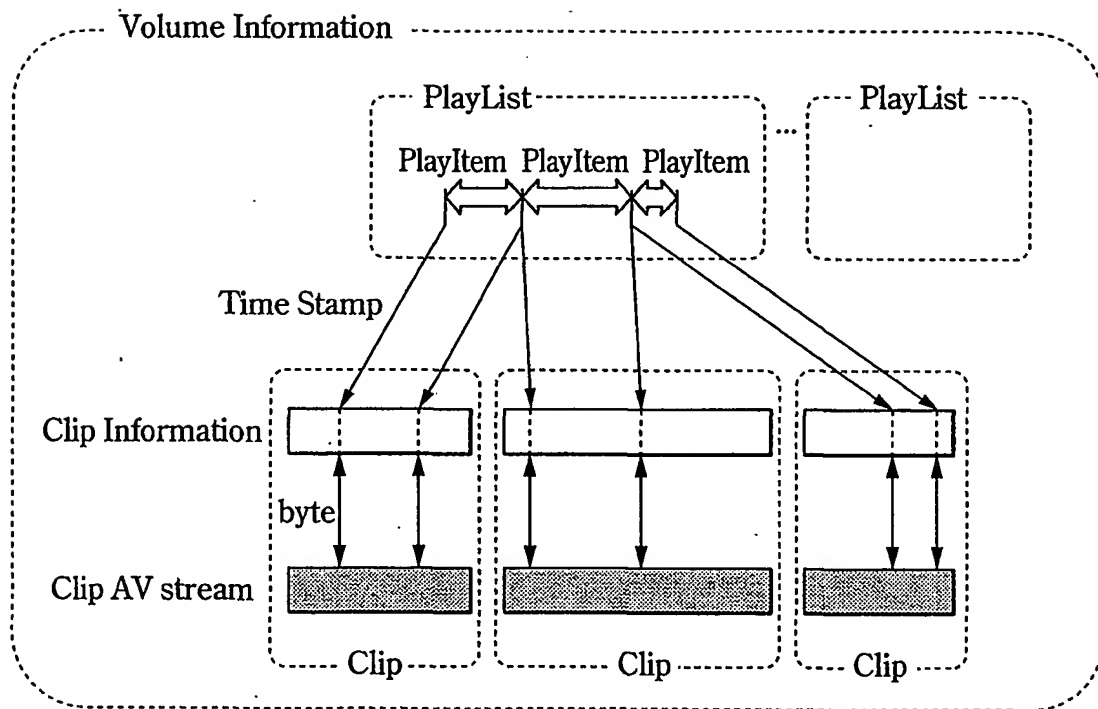 Volume Information
PlayList
... PlayList
PlayItem PlayItem PlayItem
Time Stamp
Clip Information
byte
Clip AV stream
Clip
Clip
Clip